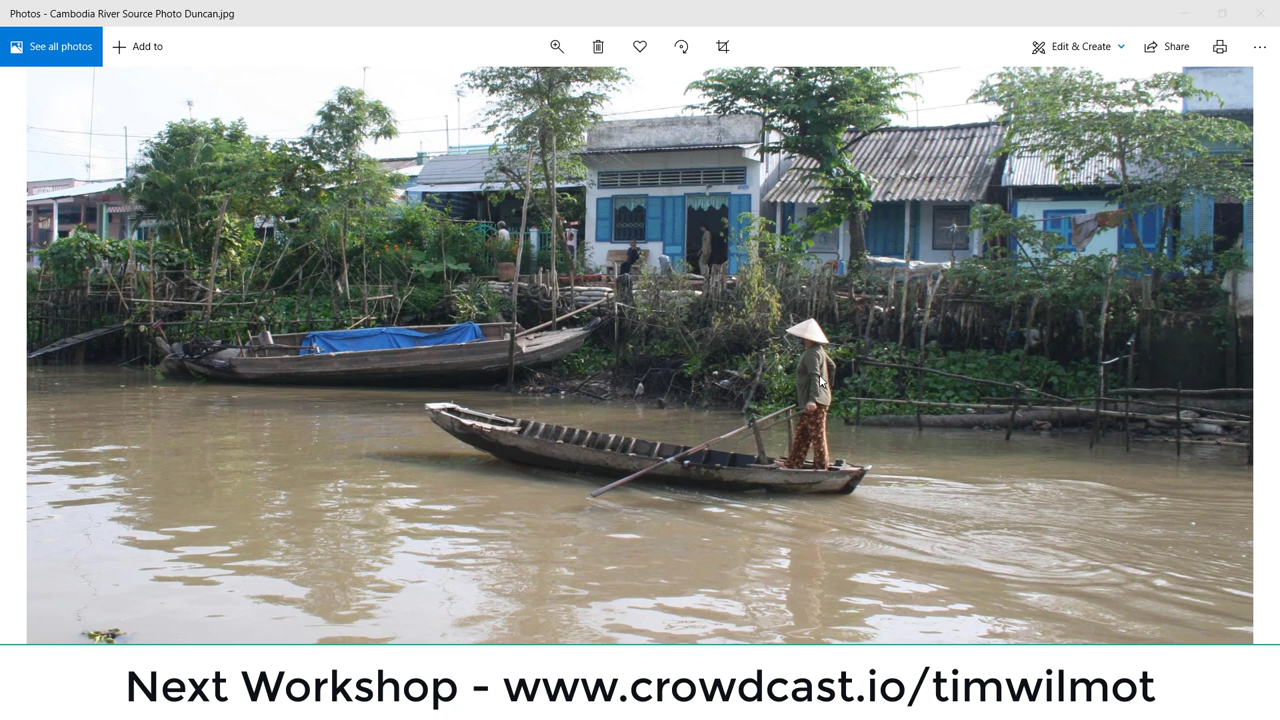 Photos - Cambodia River Source Photo Duncan.jpg
See all photos
Add to
Edit & Create
Share
Next Workshop - www.crowdcast.io/timwilmot